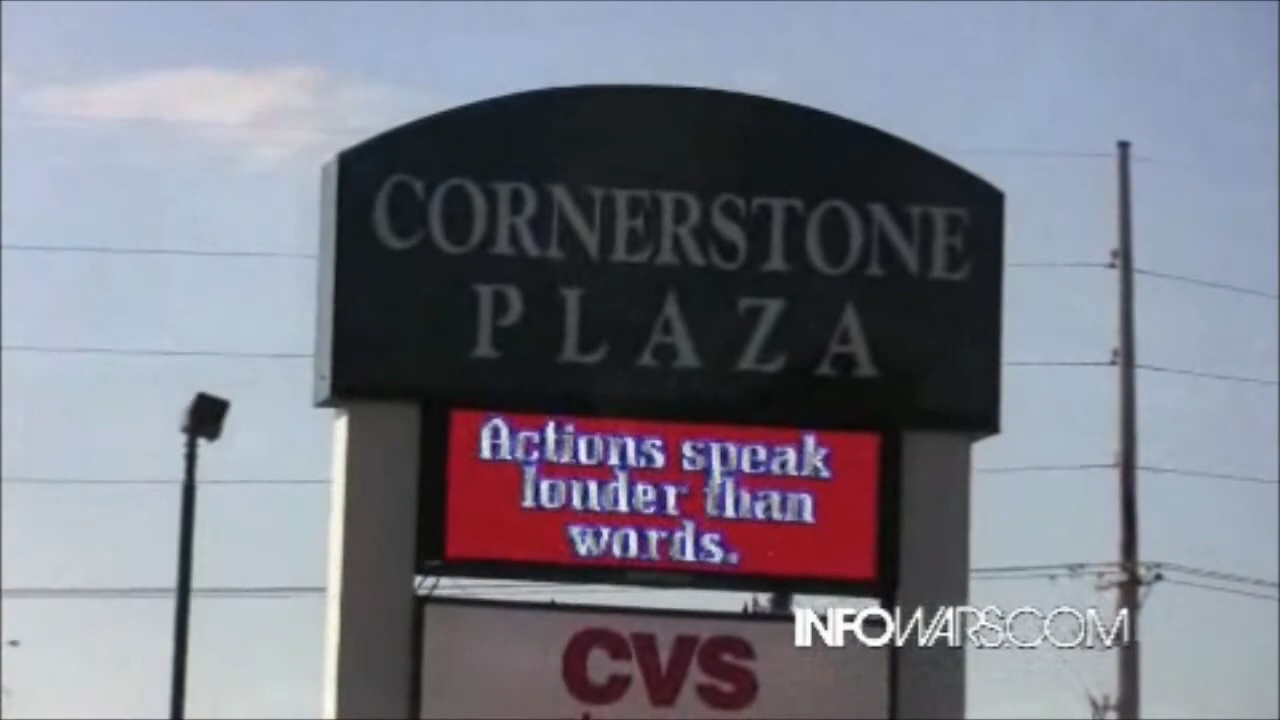 CORNERSTONE
PLAZA
Actions speak
louder than
words.
CVS
INFOWARS.COM